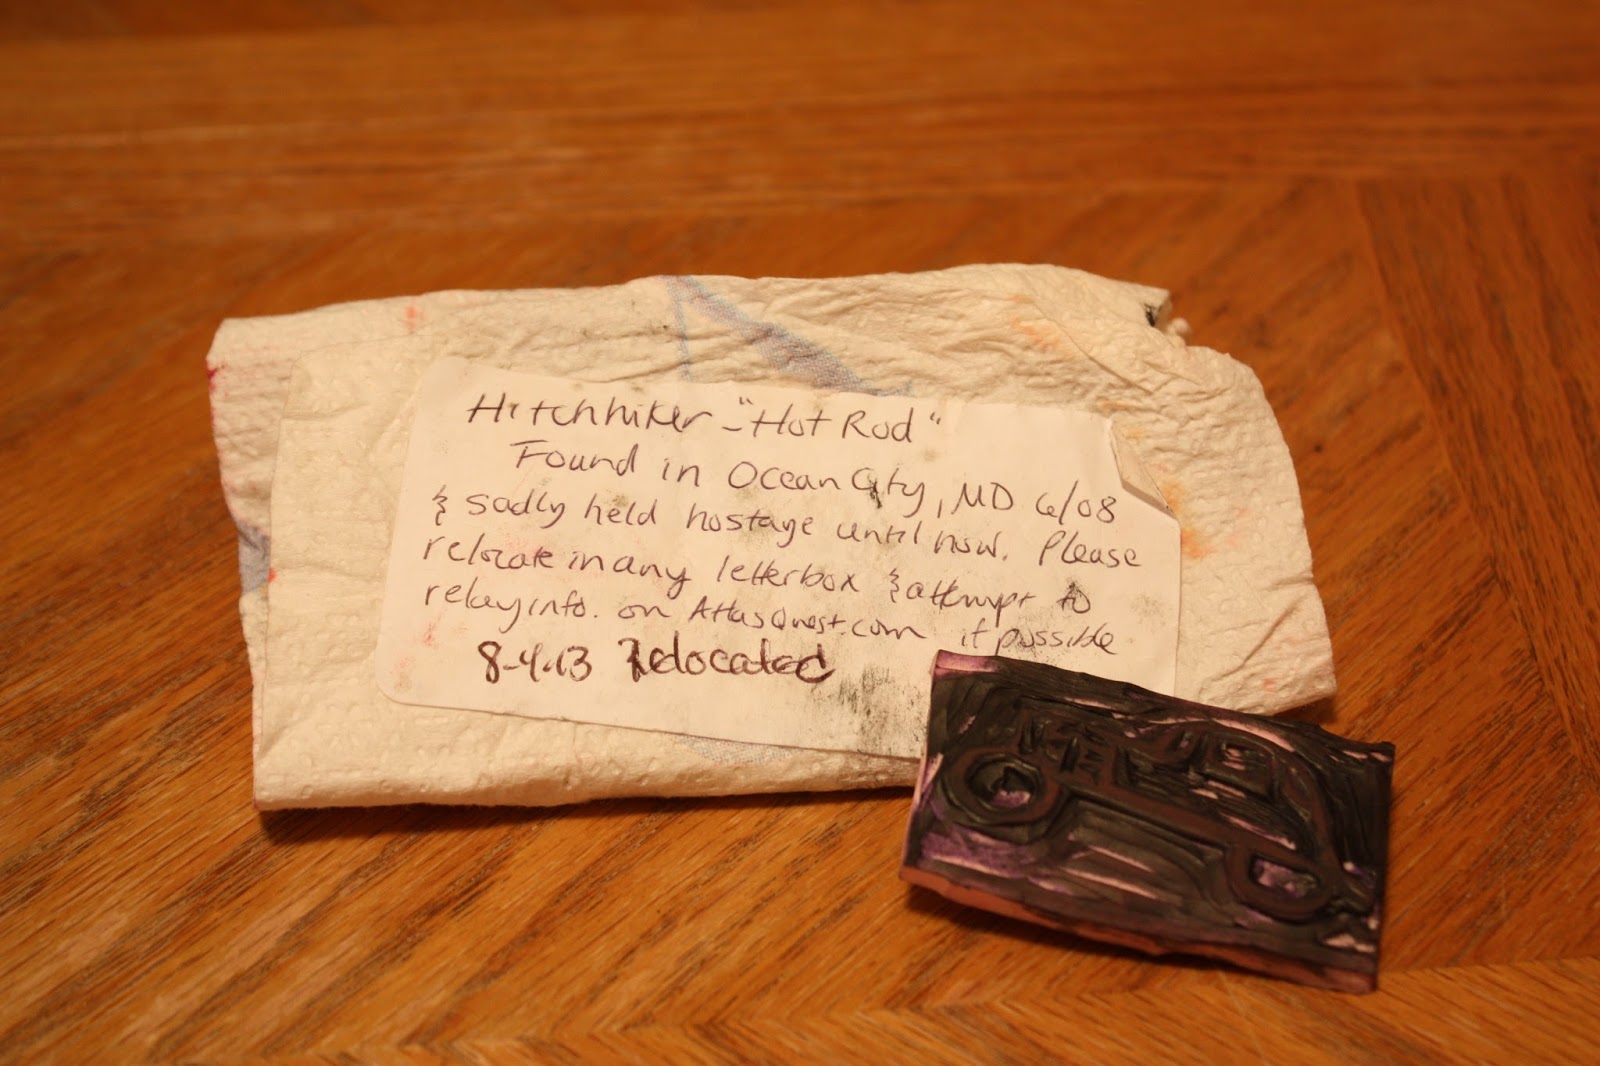 Hitchhiker - "Hot Rod"
Found in Ocean City, MD 6/08
& sadly held hostage until now. Please
relocate in any letterbox & attempt to
relay info. on AtlasQuest.com if possible
8-4-13 Relocated